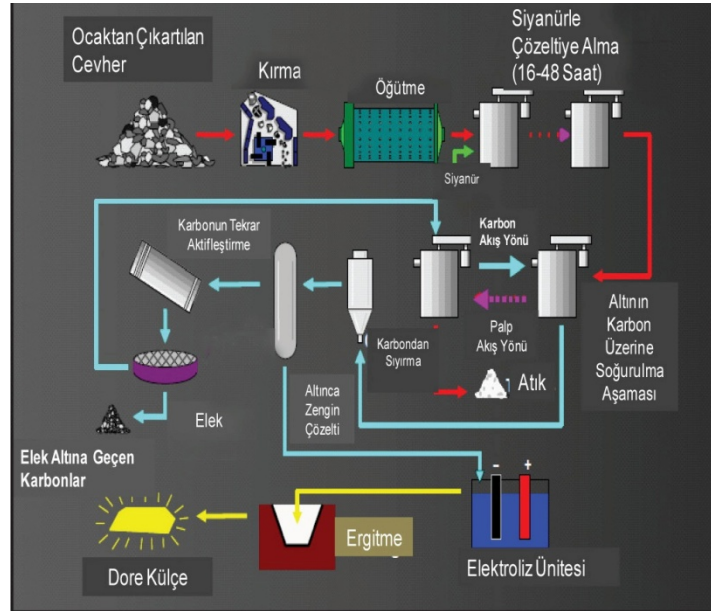 Ocaktan Çıkartılan
Cevher
Kırma
Öğütme
Siyanürle
Çözeltiye Alma
(16-48 Saat)
Siyanür
Karbonun Tekrar
Aktifleştirme
Karbon
Akış Yönü
Palp
Akış Yönü
Altının
Karbon
Üzerine
Soğurulma
Aşaması
Karbondan
Sıyırma
Atık
Altınca
Zengin
Çözelti
Elek
Elek Altına Geçen
Karbonlar
- +
Elektroliz Ünitesi
Ergitme
Dore Külçe